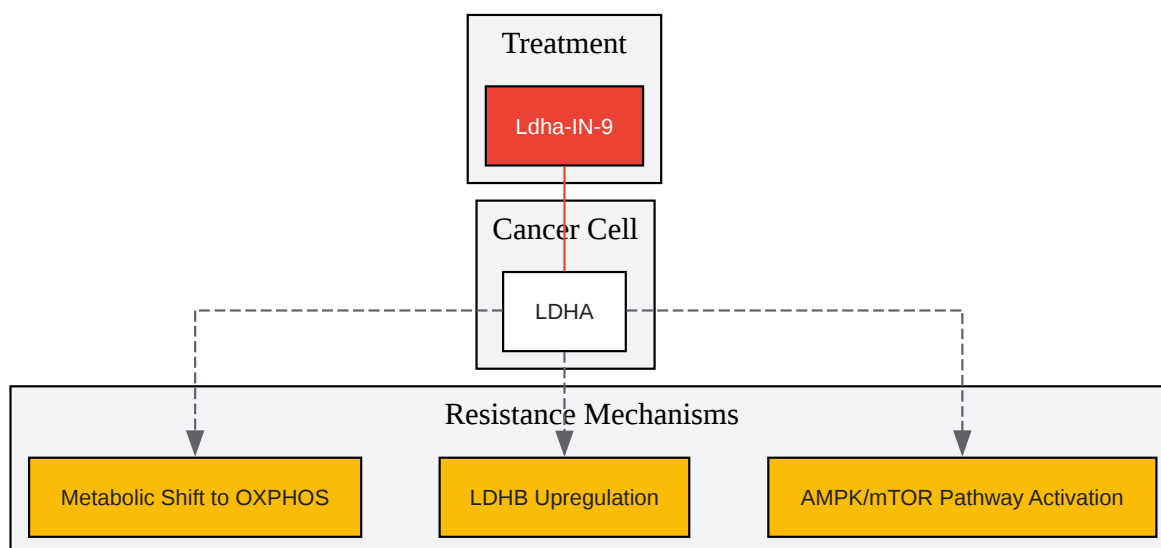 Treatment
Ldha-IN-9
Cancer Cell
LDHA
Resistance Mechanisms
Metabolic Shift to OXPHOS
LDHB Upregulation
AMPK/mTOR Pathway Activation